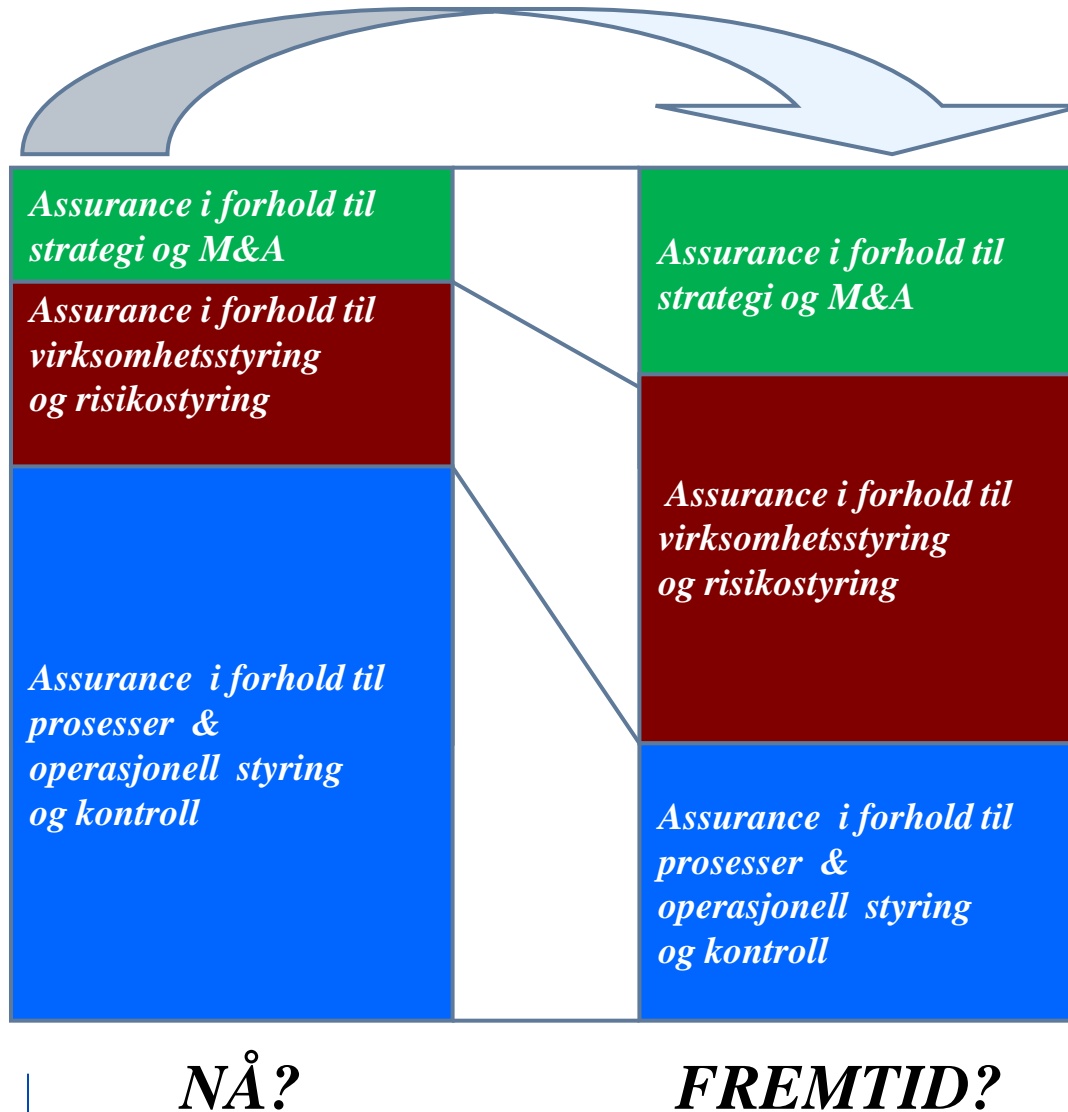 Assurance i forhold til
strategi og M&A
Assurance i forhold til
virksomhetsstyring
og risikostyring
Assurance i forhold til
prosesser &
operasjonell styring
og kontroll
Assurance i forhold til
strategi og M&A
Assurance i forhold til
virksomhetsstyring
og risikostyring
Assurance i forhold til
prosesser &
operasjonell styring
og kontroll
NÅ?
FREMTID?